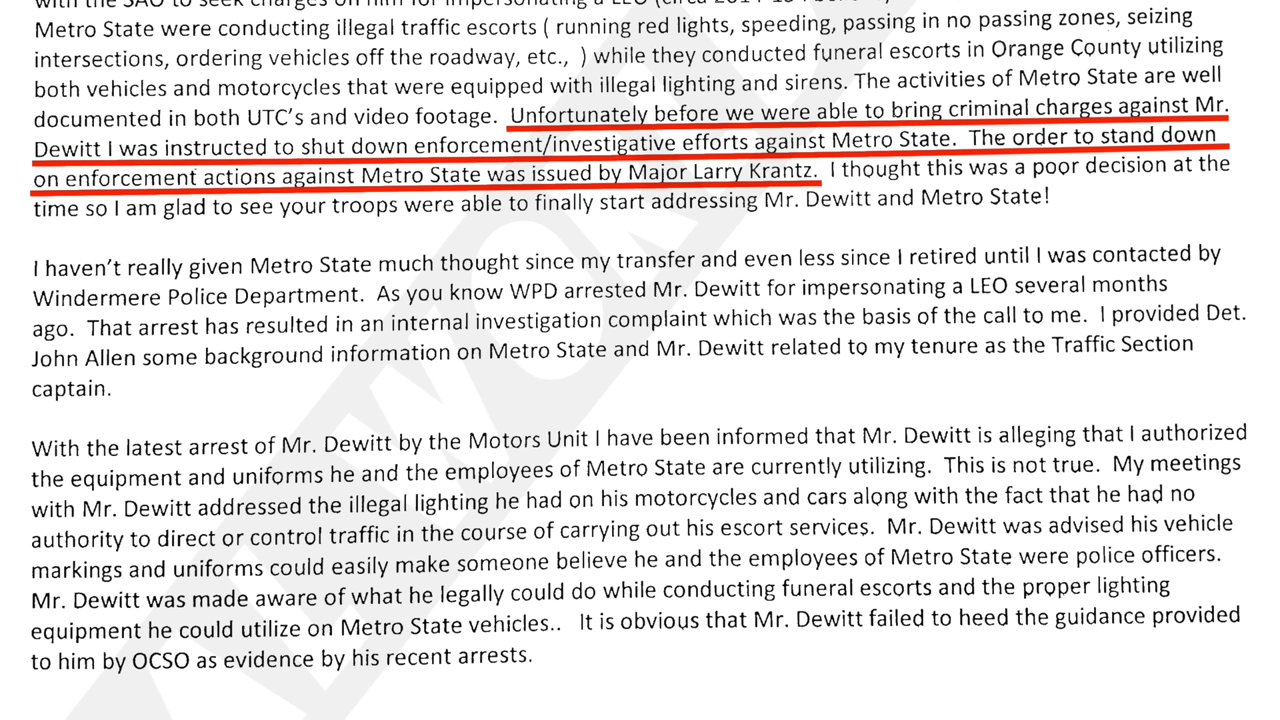 Metro State were conducting illegal traffic escorts ( running red lights, speeding, passing in no passing zones, seizing
intersections, ordering vehicles off the roadway, etc., ) while they conducted funeral escorts in Orange County utilizing
both vehicles and motorcycles that were equipped with illegal lighting and sirens. The activities of Metro State are well
documented in both UTC's and video footage. Unfortunately before we were able to bring criminal charges against Mr.
Dewitt I was instructed to shut down enforcement/investigative efforts against Metro State. The order to stand down
on enforcement actions against Metro State was issued by Major Larry Krantz. I thought this was a poor decision at the
time so I am glad to see your troops were able to finally start addressing Mr. Dewitt and Metro State!
I haven't really given Metro State much thought since my transfer and even less since I retired until I was contacted by
Windermere Police Department. As you know WPD arrested Mr. Dewitt for impersonating a LEO several months
ago. That arrest has resulted in an internal investigation complaint which was the basis of the call to me. I provided Det.
John Allen some background information on Metro State and Mr. Dewitt related to my tenure as the Traffic Section
captain.
With the latest arrest of Mr. Dewitt by the Motors Unit I have been informed that Mr. Dewitt is alleging that I authorized
the equipment and uniforms he and the employees of Metro State are currently utilizing. This is not true. My meetings
with Mr. Dewitt addressed the illegal lighting he had on his motorcycles and cars along with the fact that he had no
authority to direct or control traffic in the course of carrying out his escort services. Mr. Dewitt was advised his vehicle
markings and uniforms could easily make someone believe he and the employees of Metro State were police officers.
Mr. Dewitt was made aware of what he legally could do while conducting funeral escorts and the proper lighting
equipment he could utilize on Metro State vehicles.. It is obvious that Mr. Dewitt failed to heed the guidance provided
to him by OCSO as evidence by his recent arrests.